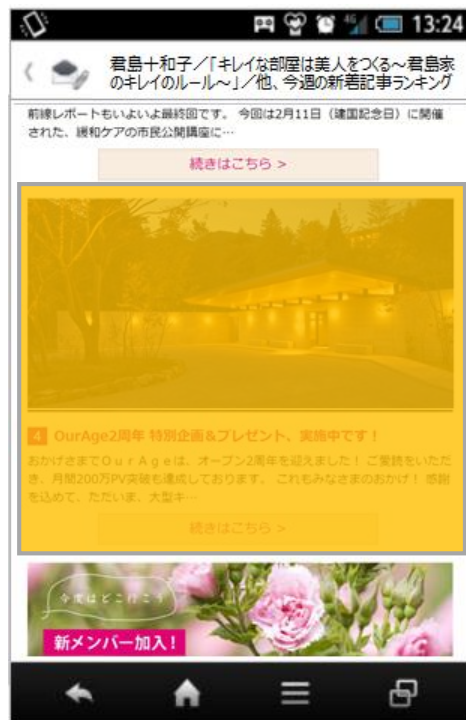 4G 13:24
君島十和子／「キレイな部屋は美人をつくる～君島家
のキレイのルール～」／他、今週の新着記事ランキング
前線レポートもいよいよ最終回です。 今回は2月11日（建国記念日）に開催
された、緩和ケアの市民公開講座に…
続きはこちら >
4 OurAge2周年 特別企画&プレゼント、実施中です！
おかげさまでＯｕｒＡｇｅは、オープン2周年を迎えました！ ご愛読をいただ
き、月間200万PV突破も達成しております。 これもみなさまのおかげ！ 感謝
を込めて、ただいま、大型キ…
続きはこちら >
今度はどこ行こう
新メンバー加入！